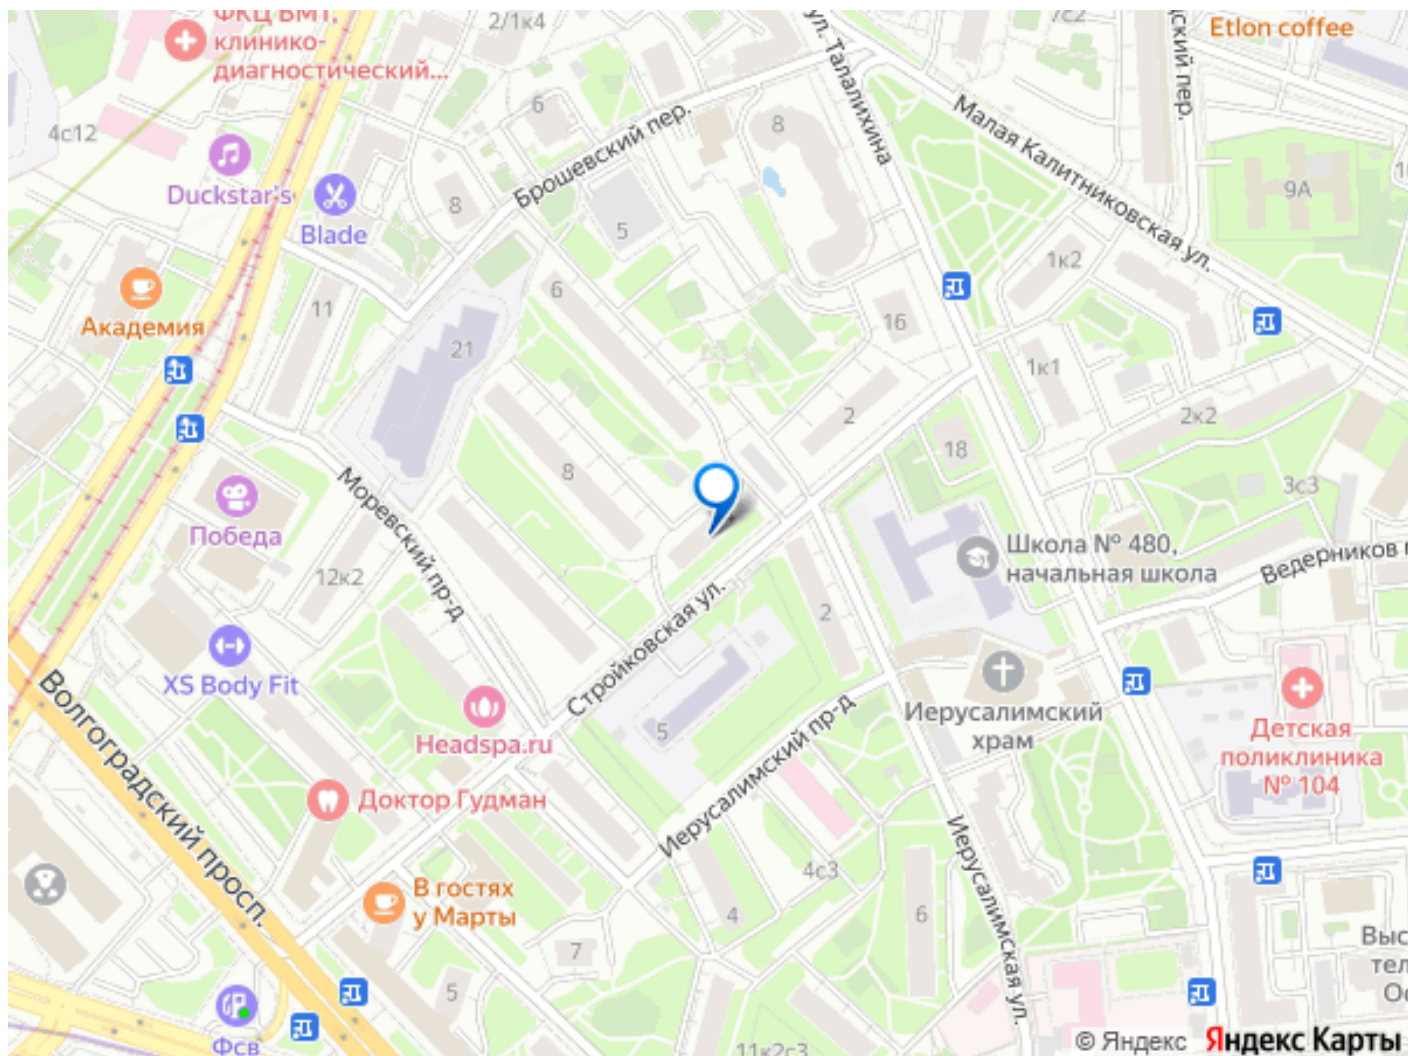 ФКЦ ВМТ,
клинико-
диагностический...
2/1к4
7с2
Etlon coffee
4с12
6
Брошевский пер.
8
ул. Талалихина
Малая Калитниковская ул.
9А
Duckstar's
Blade
8
5
1к2
Академия
11
6
21
16
1к1
2
2к2
18
8
3с3
Моревский пр-д
Победа
12к2
Школа № 480,
начальная школа
Ведерников
Стройковская ул.
2
XS Body Fit
Волгоградский просп.
Headspa.ru
5
Иерусалимский пр-д
Иерусалимский
храм
Детская
поликлиника
№ 104
Доктор Гудман
4с3
Иерусалимская ул.
В гостях
у Марты
4
6
7
5
Фсв
11к2с3
© Яндекс Яндекс Карты